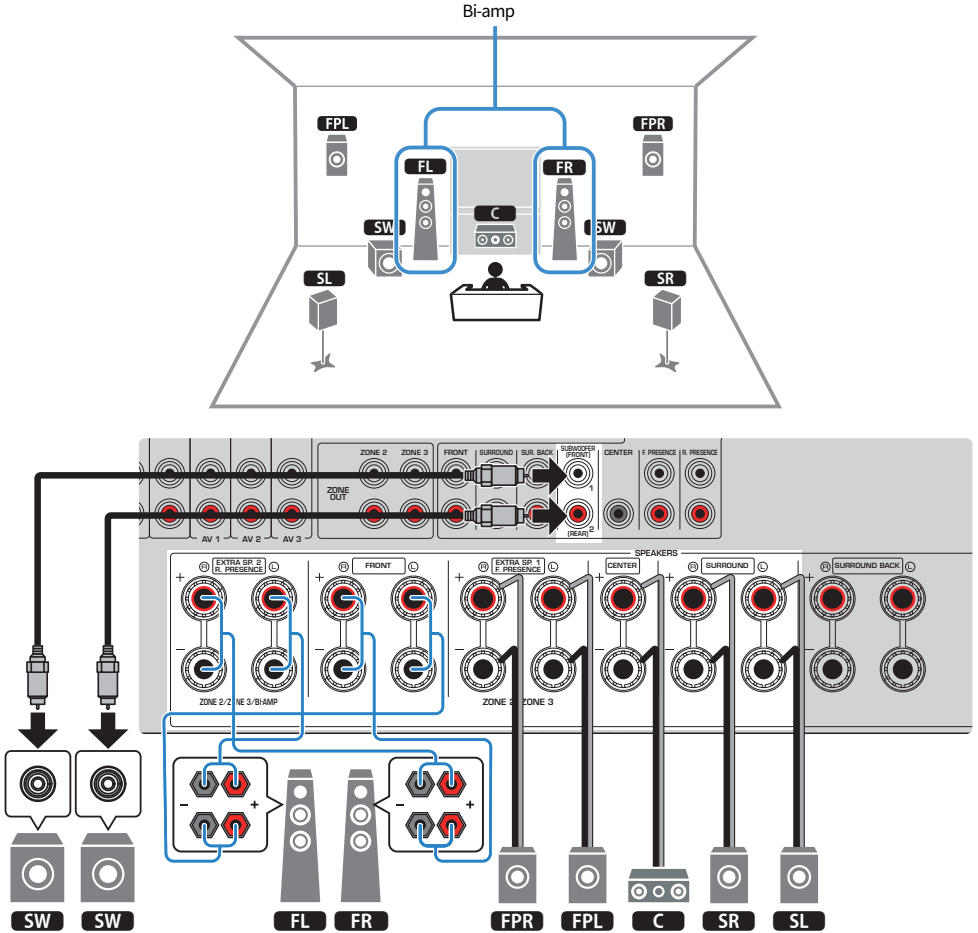 Bi-amp
FPL FPR
FL FR
C
SW SW
SL SR
ZONE 2 ZONE 3 FRONT SURROUND SUR. BACK SUBWOOFER CENTER F. PRESENCE R. PRESENCE
(FRONT)
1
ZONE
OUT
2
(REAR)
AV 1 AV 2 AV 3
SPEAKERS
R EXTRA SP. 2 L R FRONT L R EXTRA SP. 1 L CENTER R SURROUND L R SURROUND BACK L
R. PRESENCE F. PRESENCE
+ + + + + +
– – – – – –
ZONE 2/ZONE 3/BI-AMP ZONE 2 ZONE 3
– + – +
SW SW FL FR FPR FPL C SR SL